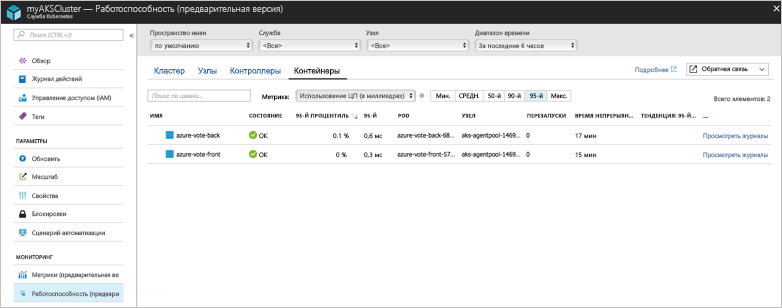 myAKSCluster — Работоспособность (предварительная версия)
Служба Kubernetes
Поиск (CTRL+/)
Обзор
Журнал действий
Управление доступом (IAM)
Теги
ПАРАМЕТРЫ
Обновить
Масштаб
Свойства
Блокировки
Сценарий автоматизации
МОНИТОРИНГ
Метрики (предварительная ве
Работоспособность (предвари
Пространство имен Служба Узел Диапазон времени
по умолчанию <Все> <Все> За последние 6 часов
Кластер Узлы Контроллеры Контейнеры Подробнее Обратная связь
Поиск по имени... Метрика: Использование ЦП (в миллиядрах) Мин. СРЕДН. 50-й 90-й 95-й Макс. Всего элементов: 2
ИМЯ СОСТОЯНИЕ 95-Й ПРОЦЕНТИЛЬ 95-Й POD УЗЕЛ ПЕРЕЗАПУСКИ ВРЕМЯ НЕПРЕРЫВН... ТЕНДЕНЦИЯ: 95-Й... ...
azure-vote-back OK 0.1 % 0,6 мс azure-vote-back-68... aks-agentpool-1469... 0 17 мин Просмотреть журналы
azure-vote-front OK 0 % 0,3 мс azure-vote-front-57... aks-agentpool-1469... 0 15 мин Просмотреть журналы